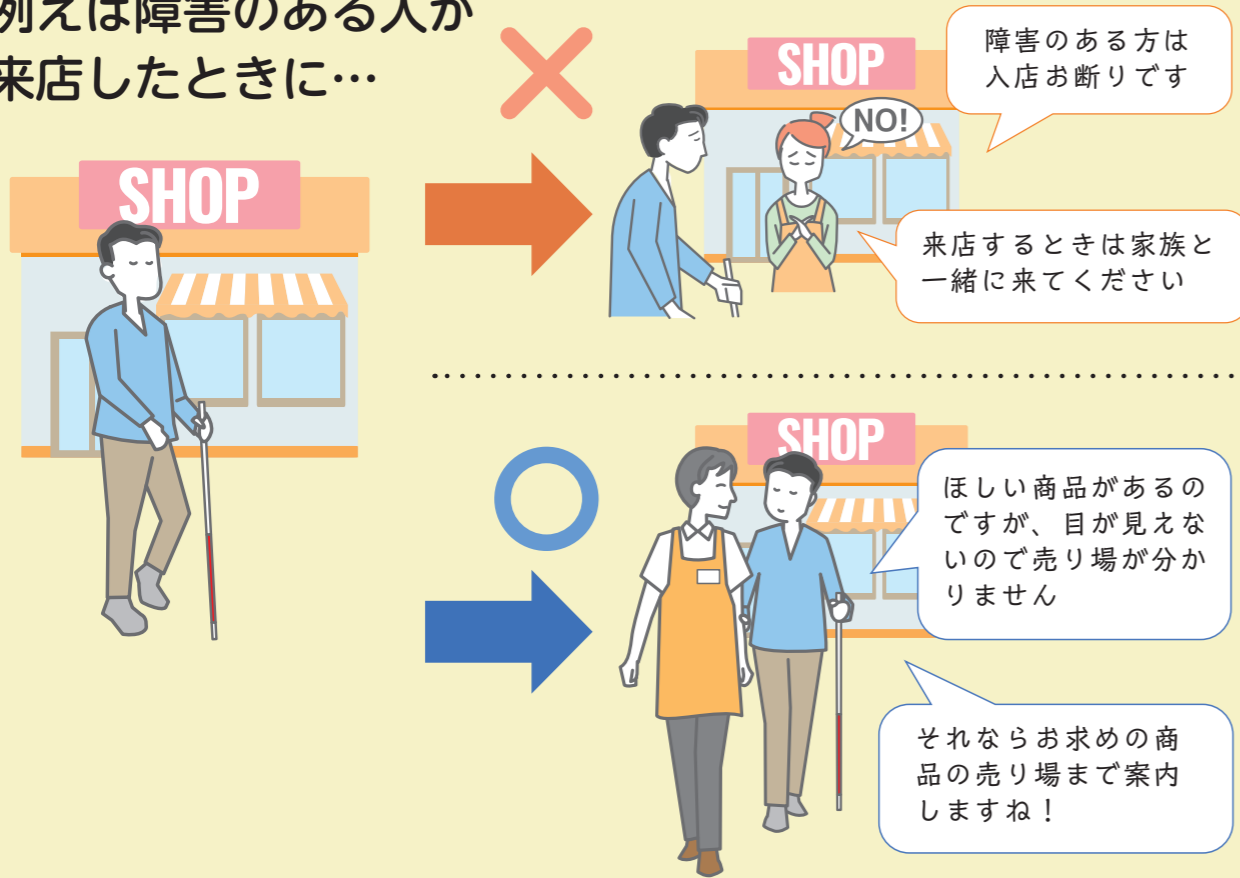 例えば障害のある人が
来店したときに…
SHOP
SHOP
NO!
障害のある方は
入店お断りです
来店するときは家族と
一緒に来てください
SHOP
ほしい商品があるの
ですが、目が見えな
いので売り場が分か
りません
それならお求めの商
品の売り場まで案内
しますね！